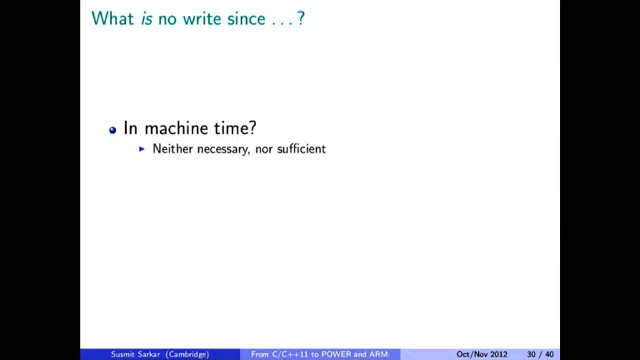 What is no write since . . . ?
In machine time?
Neither necessary, nor sufficient
Susmit Sarkar (Cambridge) From C/C++11 to POWER and ARM: Oct/Nov 2012 30 / 40